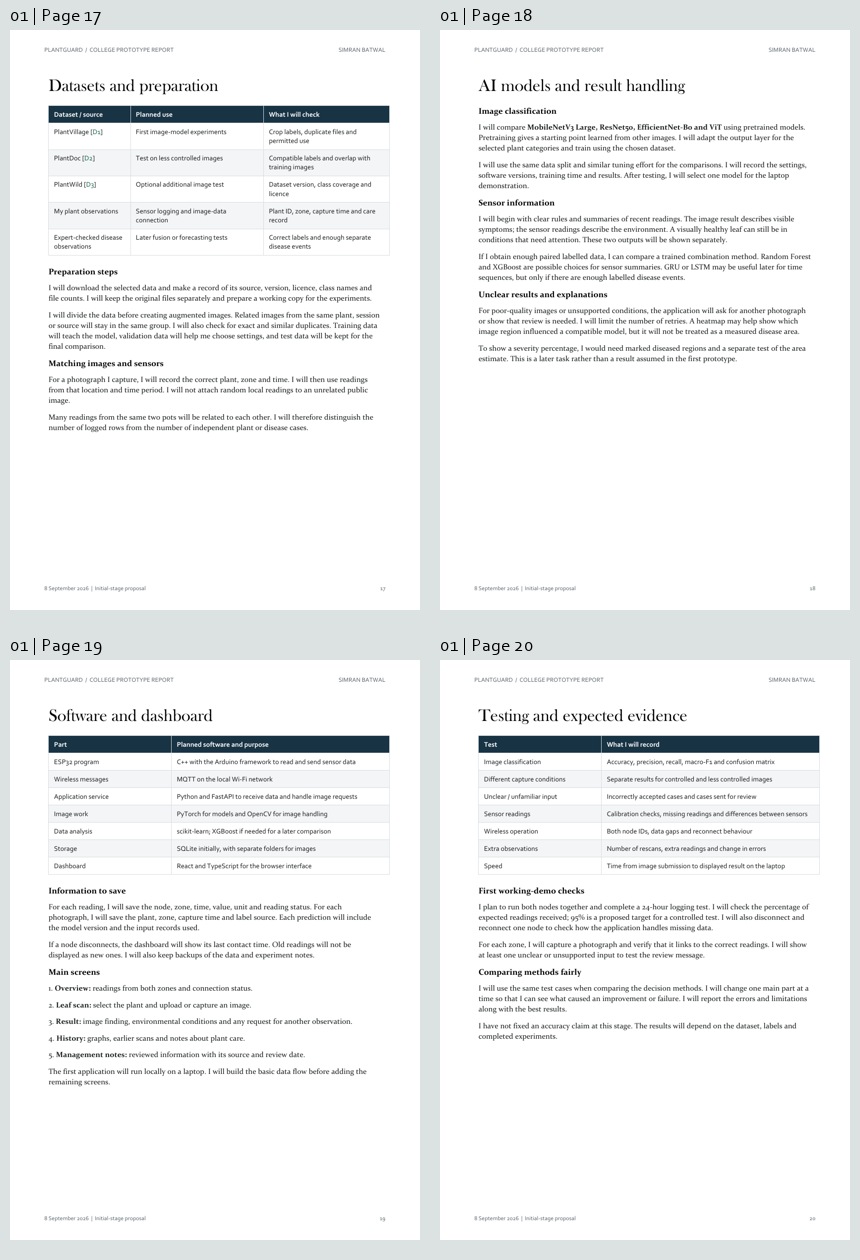 01 | Page 17
PLANTGUARD / COLLEGE PROTOTYPE REPORT
SIMRAN BATWAL
Datasets and preparation
Dataset / source
Planned use
What I will check
PlantVillage [D1]
First image-model experiments
Crop labels, duplicate files and
permitted use
PlantDoc [D2]
Test on less controlled images
Compatible labels and overlap with
training images
PlantWild [D3]
Optional additional image test
Dataset version, class coverage and
licence
My plant observations
Sensor logging and image-data
connection
Plant ID, zone, capture time and care
record
Expert-checked disease
observations
Later fusion or forecasting tests
Correct labels and enough separate
disease events
Preparation steps
I will download the selected data and make a record of its source, version, licence, class names and
file counts. I will keep the original files separately and prepare a working copy for the experiments.
I will divide the data before creating augmented images. Related images from the same plant, session
or source will stay in the same group. I will also check for exact and similar duplicates. Training data
will teach the model, validation data will help me choose settings, and test data will be kept for the
final comparison.
Matching images and sensors
For a photograph I capture, I will record the correct plant, zone and time. I will then use readings
from that location and time period. I will not attach random local readings to an unrelated public
image.
Many readings from the same two pots will be related to each other. I will therefore distinguish the
number of logged rows from the number of independent plant or disease cases.
8 September 2026 | Initial-stage proposal
17
01 | Page 18
PLANTGUARD / COLLEGE PROTOTYPE REPORT
SIMRAN BATWAL
AI models and result handling
Image classification
I will compare MobileNetV3 Large, ResNet50, EfficientNet-B0 and ViT using pretrained models.
Pretraining gives a starting point learned from other images. I will adapt the output layer for the
selected plant categories and train using the chosen dataset.
I will use the same data split and similar tuning effort for the comparisons. I will record the settings,
software versions, training time and results. After testing, I will select one model for the laptop
demonstration.
Sensor information
I will begin with clear rules and summaries of recent readings. The image result describes visible
symptoms; the sensor readings describe the environment. A visually healthy leaf can still be in
conditions that need attention. These two outputs will be shown separately.
If I obtain enough paired labelled data, I can compare a trained combination method. Random Forest
and XGBoost are possible choices for sensor summaries. GRU or LSTM may be useful later for time
sequences, but only if there are enough labelled disease events.
Unclear results and explanations
For poor-quality images or unsupported conditions, the application will ask for another photograph
or show that review is needed. I will limit the number of retries. A heatmap may help show which
image region influenced a compatible model, but it will not be treated as a measured disease area.
To show a severity percentage, I would need marked diseased regions and a separate test of the area
estimate. This is a later task rather than a result assumed in the first prototype.
8 September 2026 | Initial-stage proposal
18
01 | Page 19
PLANTGUARD / COLLEGE PROTOTYPE REPORT
SIMRAN BATWAL
Software and dashboard
Part
Planned software and purpose
ESP32 program
C++ with the Arduino framework to read and send sensor data
Wireless messages
MQTT on the local Wi-Fi network
Application service
Python and FastAPI to receive data and handle image requests
Image work
PyTorch for models and OpenCV for image handling
Data analysis
scikit-learn; XGBoost if needed for a later comparison
Storage
SQLite initially, with separate folders for images
Dashboard
React and TypeScript for the browser interface
Information to save
For each reading, I will save the node, zone, time, value, unit and reading status. For each
photograph, I will save the plant, zone, capture time and label source. Each prediction will include
the model version and the input records used.
If a node disconnects, the dashboard will show its last contact time. Old readings will not be
displayed as new ones. I will also keep backups of the data and experiment notes.
Main screens
1. Overview: readings from both zones and connection status.
2. Leaf scan: select the plant and upload or capture an image.
3. Result: image finding, environmental conditions and any request for another observation.
4. History: graphs, earlier scans and notes about plant care.
5. Management notes: reviewed information with its source and review date.
The first application will run locally on a laptop. I will build the basic data flow before adding the
remaining screens.
8 September 2026 | Initial-stage proposal
19
01 | Page 20
PLANTGUARD / COLLEGE PROTOTYPE REPORT
SIMRAN BATWAL
Testing and expected evidence
Test
What I will record
Image classification
Accuracy, precision, recall, macro-F1 and confusion matrix
Different capture conditions
Separate results for controlled and less controlled images
Unclear / unfamiliar input
Incorrectly accepted cases and cases sent for review
Sensor readings
Calibration checks, missing readings and differences between sensors
Wireless operation
Both node IDs, data gaps and reconnect behaviour
Extra observations
Number of rescans, extra readings and change in errors
Speed
Time from image submission to displayed result on the laptop
First working-demo checks
I plan to run both nodes together and complete a 24-hour logging test. I will check the percentage of
expected readings received; 95% is a proposed target for a controlled test. I will also disconnect and
reconnect one node to check how the application handles missing data.
For each zone, I will capture a photograph and verify that it links to the correct readings. I will show
at least one unclear or unsupported input to test the review message.
Comparing methods fairly
I will use the same test cases when comparing the decision methods. I will change one main part at a
time so that I can see what caused an improvement or failure. I will report the errors and limitations
along with the best results.
I have not fixed an accuracy claim at this stage. The results will depend on the dataset, labels and
completed experiments.
8 September 2026 | Initial-stage proposal
20